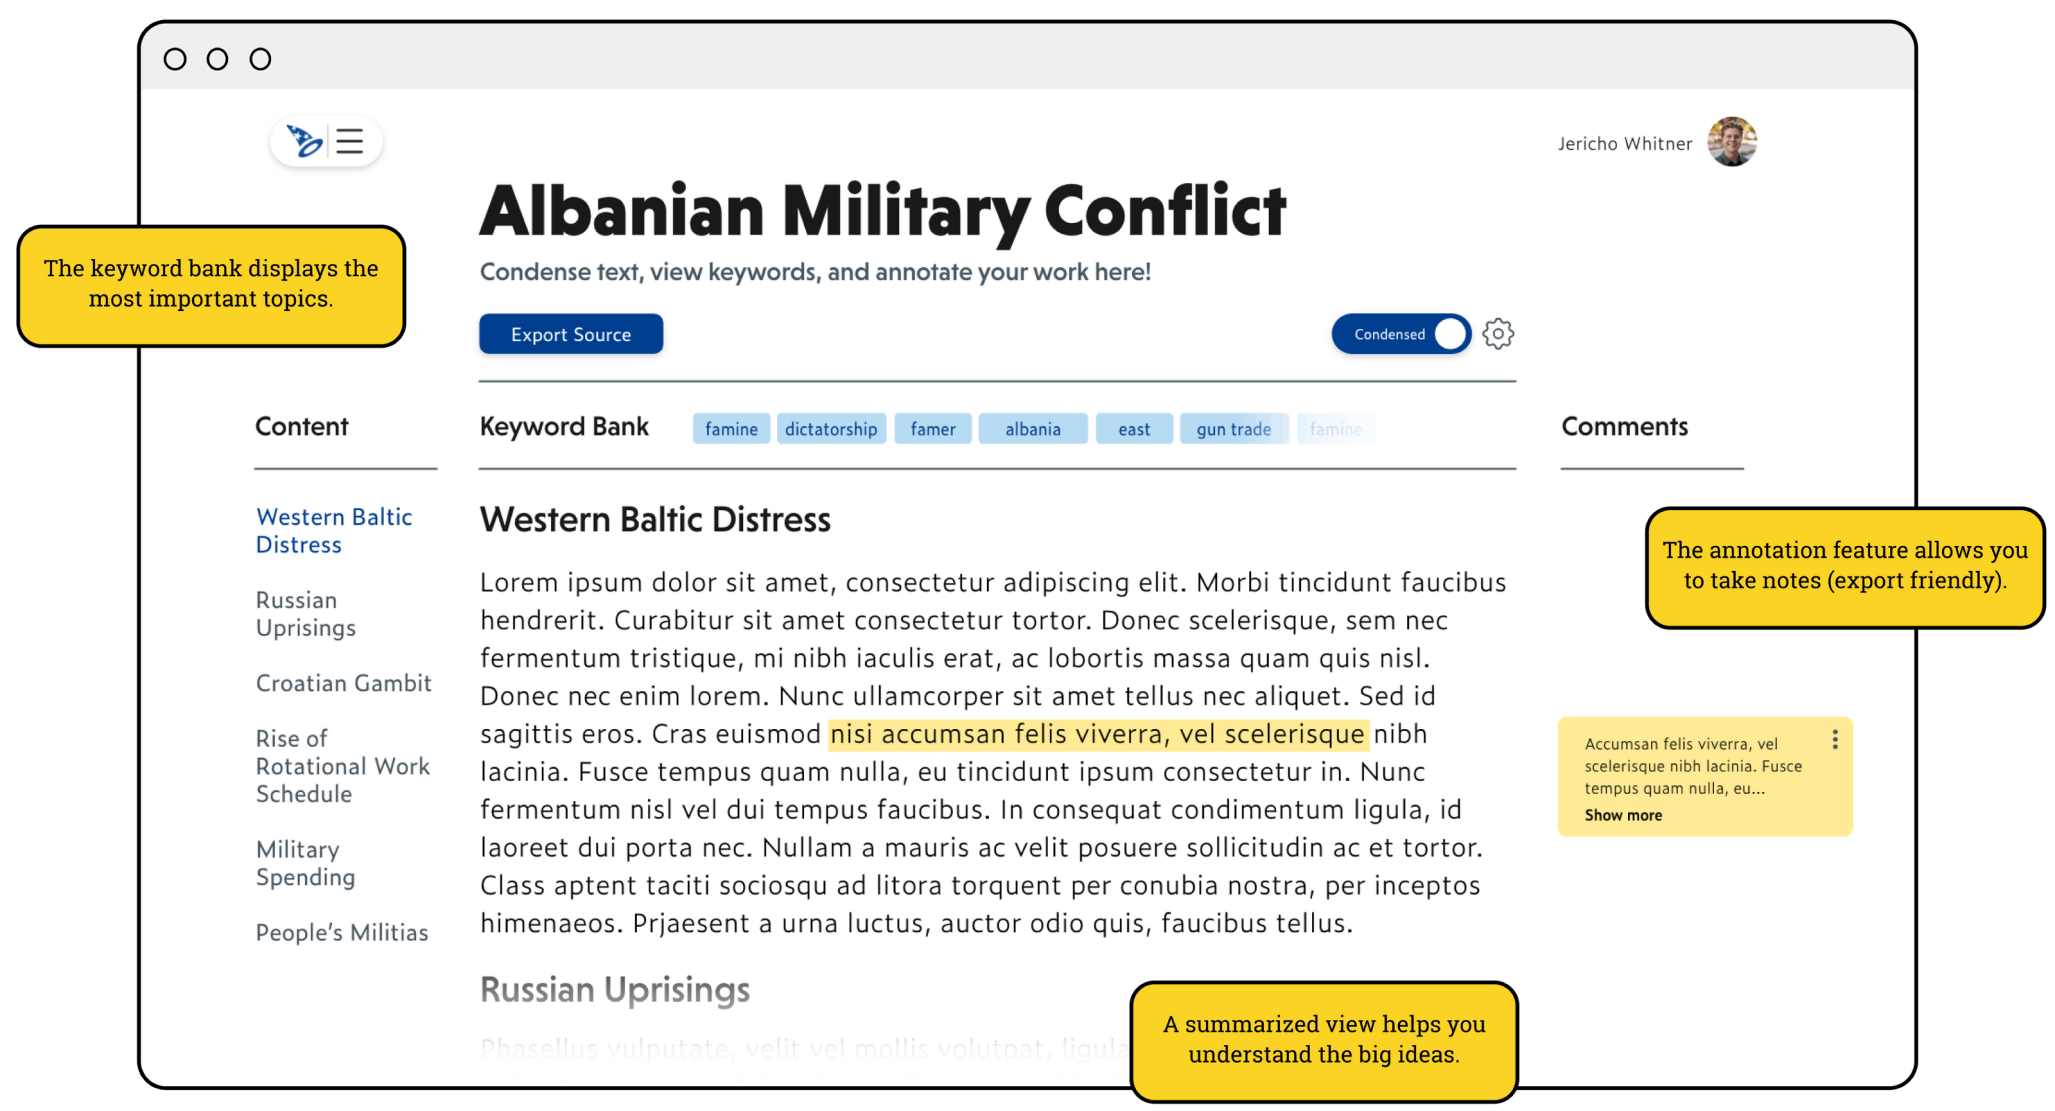 Jericho Whitner
Albanian Military Conflict
Condense text, view keywords, and annotate your work here!
The keyword bank displays the
most important topics.
Export Source
Condensed
Content
Western Baltic
Distress
Russian
Uprisings
Croatian Gambit
Rise of
Rotational Work
Schedule
Military
Spending
People's Militias
Keyword Bank
famine
dictatorship
famer
albania
east
gun trade
famine
Western Baltic Distress
Lorem ipsum dolor sit amet, consectetur adipiscing elit. Morbi tincidunt faucibus
hendrerit. Curabitur sit amet consectetur tortor. Donec scelerisque, sem nec
fermentum tristique, mi nibh iaculis erat, ac lobortis massa quam quis nisl.
Donec nec enim lorem. Nunc ullamcorper sit amet tellus nec aliquet. Sed id
sagittis eros. Cras euismod nisi accumsan felis viverra, vel scelerisque nibh
lacinia. Fusce tempus quam nulla, eu tincidunt ipsum consectetur in. Nunc
fermentum nisl vel dui tempus faucibus. In consequat condimentum ligula, id
laoreet dui porta nec. Nullam a mauris ac velit posuere sollicitudin ac et tortor.
Class aptent taciti sociosqu ad litora torquent per conubia nostra, per inceptos
himenaeos. Prjaesent a urna luctus, auctor odio quis, faucibus tellus.
Russian Uprisings
Phasellus vulputate, velit vel mollis volutpat, ligula
A summarized view helps you
understand the big ideas.
Comments
The annotation feature allows you
to take notes (export friendly).
Accumsan felis viverra, vel
scelerisque nibh lacinia. Fusce
tempus quam nulla, eu...
Show more